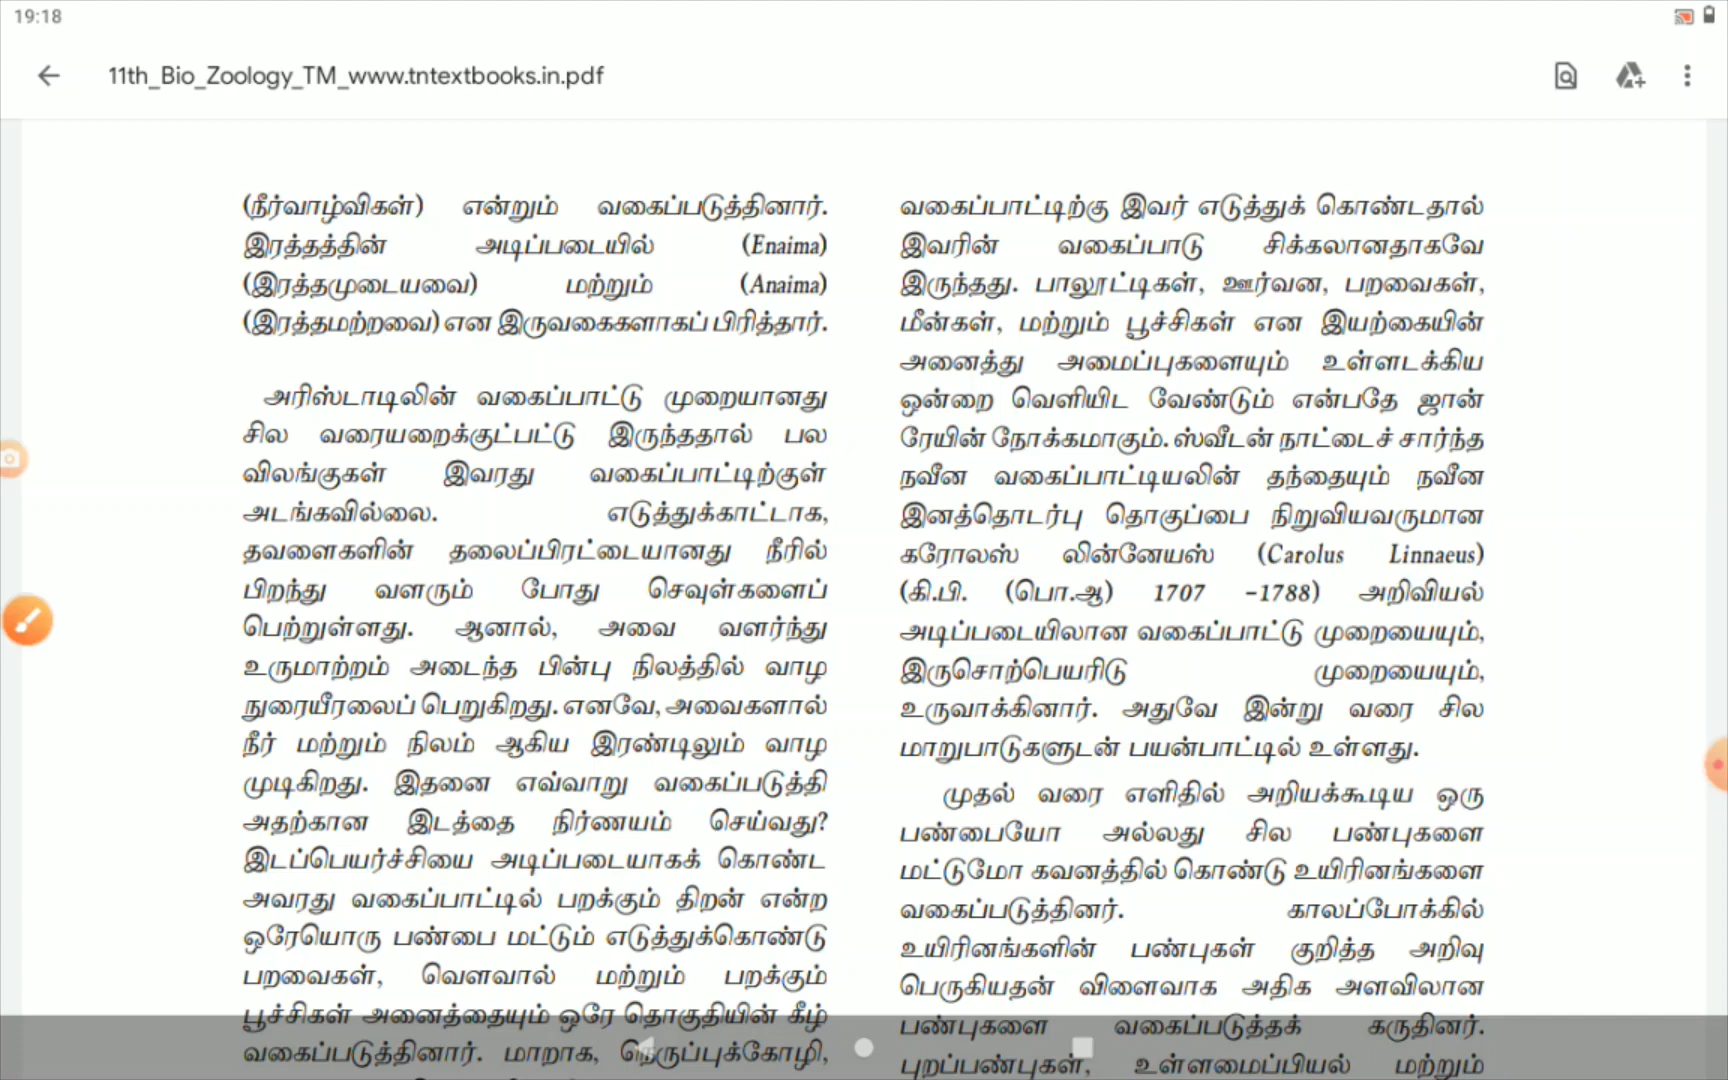 19:18
11th_Bio_Zoology_TM_www.tntextbooks.in.pdf
(நீர்வாழ்விகள்) என்றும் வகைப்படுத்தினார்.
இரத்தத்தின் அடிப்படையில் (Enaima)
(இரத்தமுடையவை) மற்றும் (Anaima)
(இரத்தமற்றவை) என இருவகைகளாகப் பிரித்தார்.
அரிஸ்டாடிலின் வகைப்பாட்டு முறையானது
சில வரையறைக்குட்பட்டு இருந்ததால் பல
விலங்குகள் இவரது வகைப்பாட்டிற்குள்
அடங்கவில்லை. எடுத்துக்காட்டாக,
தவளைகளின் தலைப்பிரட்டையானது நீரில்
பிறந்து வளரும் போது செவுள்களைப்
பெற்றுள்ளது. ஆனால், அவை வளர்ந்து
உருமாற்றம் அடைந்த பின்பு நிலத்தில் வாழ
நுரையீரலைப் பெறுகிறது. எனவே, அவைகளால்
நீர் மற்றும் நிலம் ஆகிய இரண்டிலும் வாழ
முடிகிறது. இதனை எவ்வாறு வகைப்படுத்தி
அதற்கான இடத்தை நிர்ணயம் செய்வது?
இடப்பெயர்ச்சியை அடிப்படையாகக் கொண்ட
அவரது வகைப்பாட்டில் பறக்கும் திறன் என்ற
ஒரேயொரு பண்பை மட்டும் எடுத்துக்கொண்டு
பறவைகள், வௌவால் மற்றும் பறக்கும்
பூச்சிகள் அனைத்தையும் ஒரே தொகுதியின் கீழ்
வகைப்படுத்தினார். மாறாக, நெருப்புக்கோழி,
வகைப்பாட்டிற்கு இவர் எடுத்துக் கொண்டதால்
இவரின் வகைப்பாடு சிக்கலானதாகவே
இருந்தது. பாலூட்டிகள், ஊர்வன, பறவைகள்,
மீன்கள், மற்றும் பூச்சிகள் என இயற்கையின்
அனைத்து அமைப்புகளையும் உள்ளடக்கிய
ஒன்றை வெளியிட வேண்டும் என்பதே ஜான்
ரேயின் நோக்கமாகும். ஸ்வீடன் நாட்டைச் சார்ந்த
நவீன வகைப்பாட்டியலின் தந்தையும் நவீன
இனத்தொடர்பு தொகுப்பை நிறுவியவருமான
கரோலஸ் லின்னேயஸ் (Carolus Linnaeus)
(கி.பி. (பொ.ஆ) 1707 -1788) அறிவியல்
அடிப்படையிலான வகைப்பாட்டு முறையையும்,
இருசொற்பெயரிடு முறையையும்,
உருவாக்கினார். அதுவே இன்று வரை சில
மாறுபாடுகளுடன் பயன்பாட்டில் உள்ளது.
முதல் வரை எளிதில் அறியக்கூடிய ஒரு
பண்பையோ அல்லது சில பண்புகளை
மட்டுமோ கவனத்தில் கொண்டு உயிரினங்களை
வகைப்படுத்தினர். காலப்போக்கில்
உயிரினங்களின் பண்புகள் குறித்த அறிவு
பெருகியதன் விளைவாக அதிக அளவிலான
பண்புகளை வகைப்படுத்தக் கருதினர்.
புறப்பண்புகள், உள்ளமைப்பியல் மற்றும்